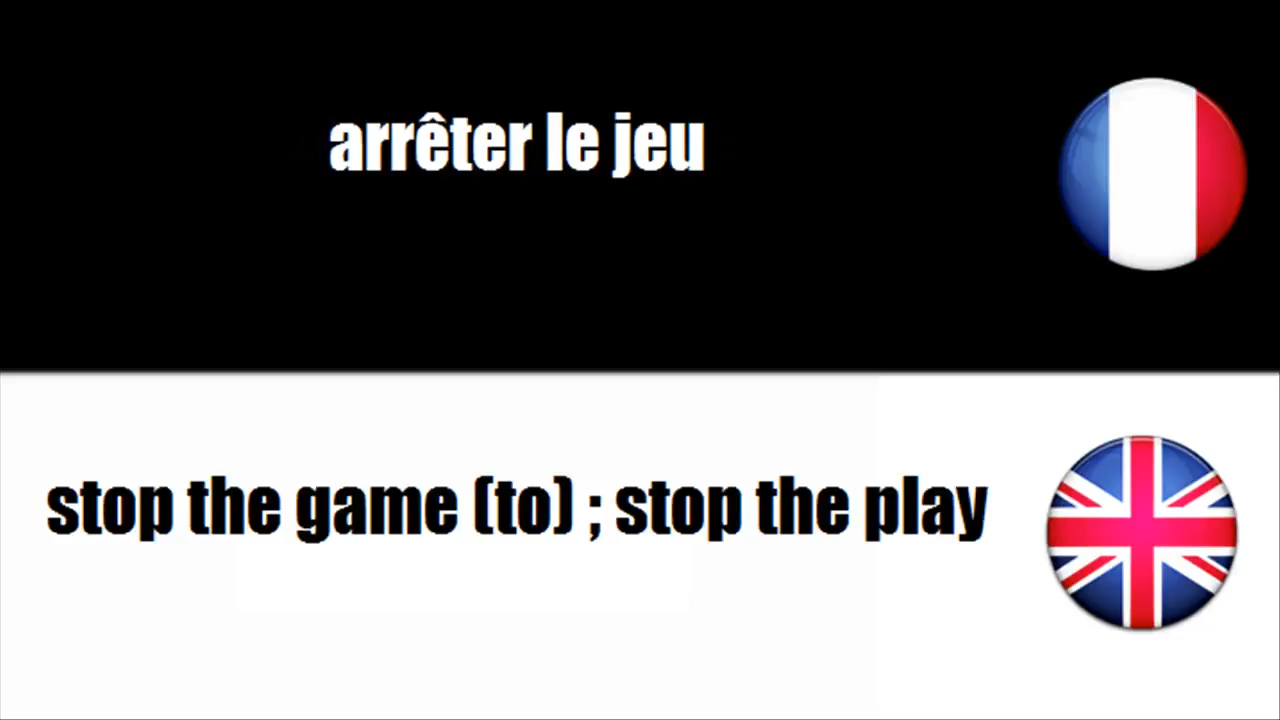 arrêter le jeu
stop the game (to) ; stop the play